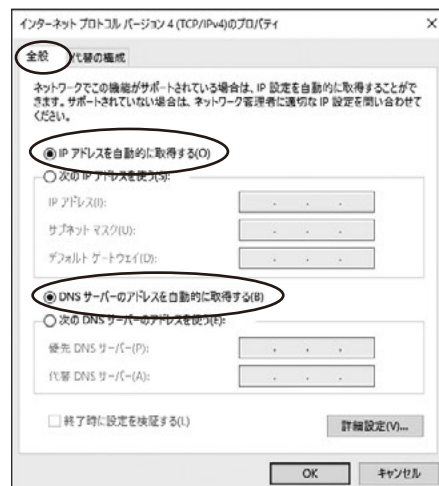 インターネット プロトコル バージョン 4 (TCP/IPv4)のプロパティ
全般 代替の構成
ネットワークでこの機能がサポートされている場合は、IP 設定を自動的に取得することがで
きます。サポートされていない場合は、ネットワーク管理者に適切な IP 設定を問い合わせて
ください。
IP アドレスを自動的に取得する(O)
次の IP アドレスを使う(S):
IP アドレス(I):
サブネット マスク(U):
デフォルト ゲートウェイ(D):
DNS サーバーのアドレスを自動的に取得する(B)
次の DNS サーバーのアドレスを使う(E):
優先 DNS サーバー(P):
代替 DNS サーバー(A):
終了時に設定を検証する(L)
詳細設定(V)...
OK キャンセル